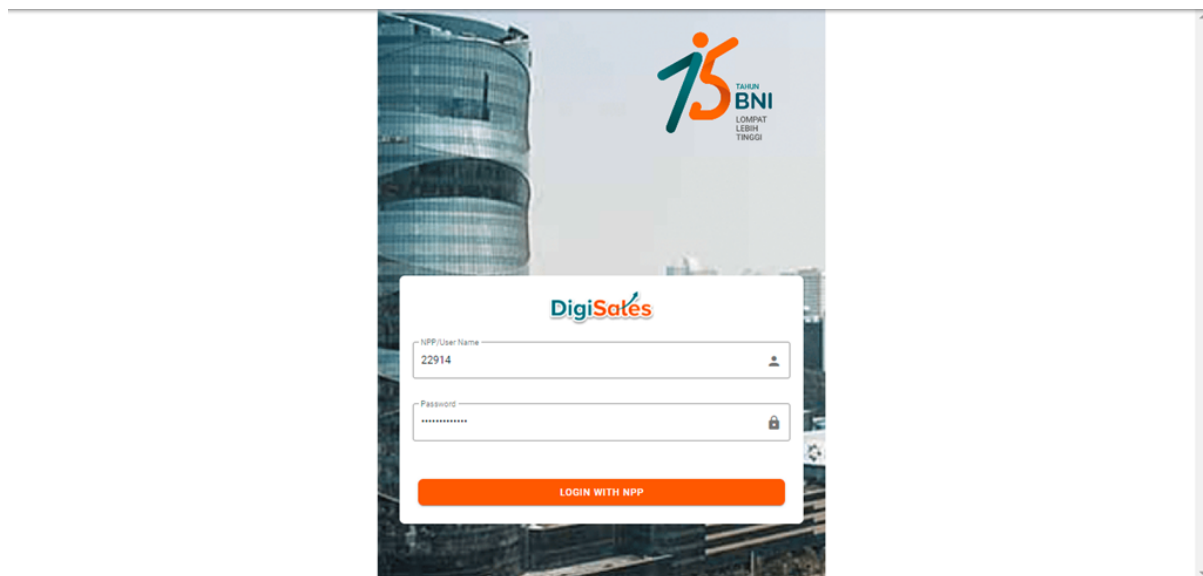 75
TAHUN
BNI
LOMPAT
LEBIH
TINGGI
DigiSales
NPP/User Name
22914
Password
•••••••••••••
LOGIN WITH NPP